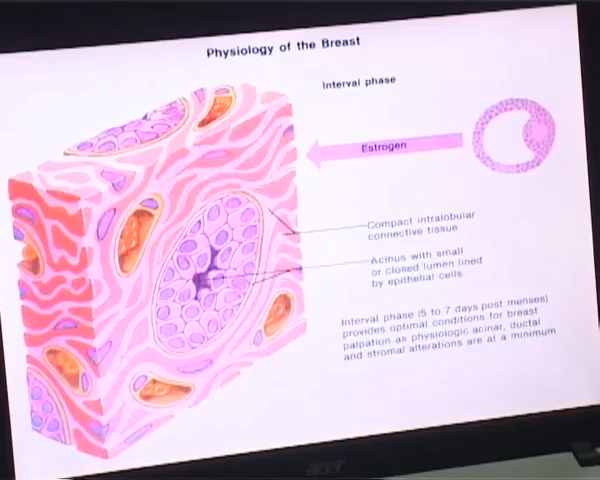 Physiology of the Breast
Interval phase
Estrogen
Compact intralobular
connective tissue
Acinus with small
or closed lumen lined
by epithelial cells
Interval phase (5 to 7 days post menses)
provides optimal conditions for breast
palpation as physiologic acinar, ductal
and stromal alterations are at a minimum
acer